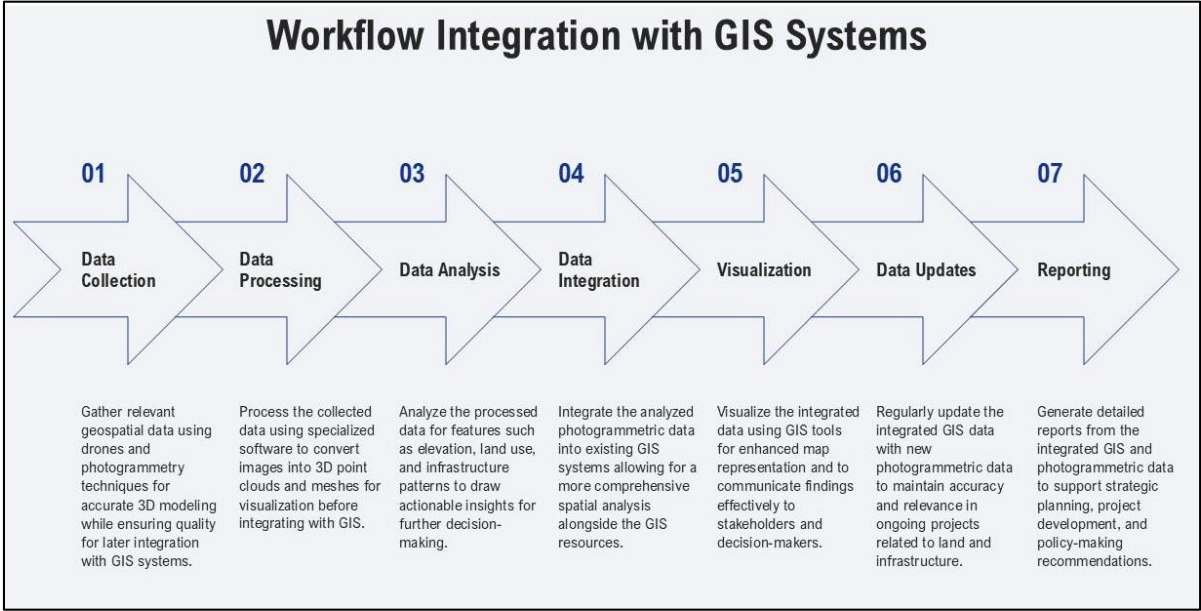 Workflow Integration with GIS Systems
01
Data
Collection
Gather relevant
geospatial data using
drones and
photogrammetry
techniques for
accurate 3D modeling
while ensuring quality
for later integration
with GIS systems.
02
Data
Processing
Process the collected
data using specialized
software to convert
images into 3D point
clouds and meshes for
visualization before
integrating with GIS.
03
Data Analysis
Analyze the processed
data for features such
as elevation, land use,
and infrastructure
patterns to draw
actionable insights for
further decision-
making.
04
Data
Integration
Integrate the analyzed
photogrammetric data
into existing GIS
systems allowing for a
more comprehensive
spatial analysis
alongside the GIS
resources.
05
Visualization
Visualize the integrated
data using GIS tools
for enhanced map
representation and to
communicate findings
effectively to
stakeholders and
decision-makers.
06
Data Updates
Regularly update the
integrated GIS data
with new
photogrammetric data
to maintain accuracy
and relevance in
ongoing projects
related to land and
infrastructure.
07
Reporting
Generate detailed
reports from the
integrated GIS and
photogrammetric data
to support strategic
planning, project
development, and
policy-making
recommendations.